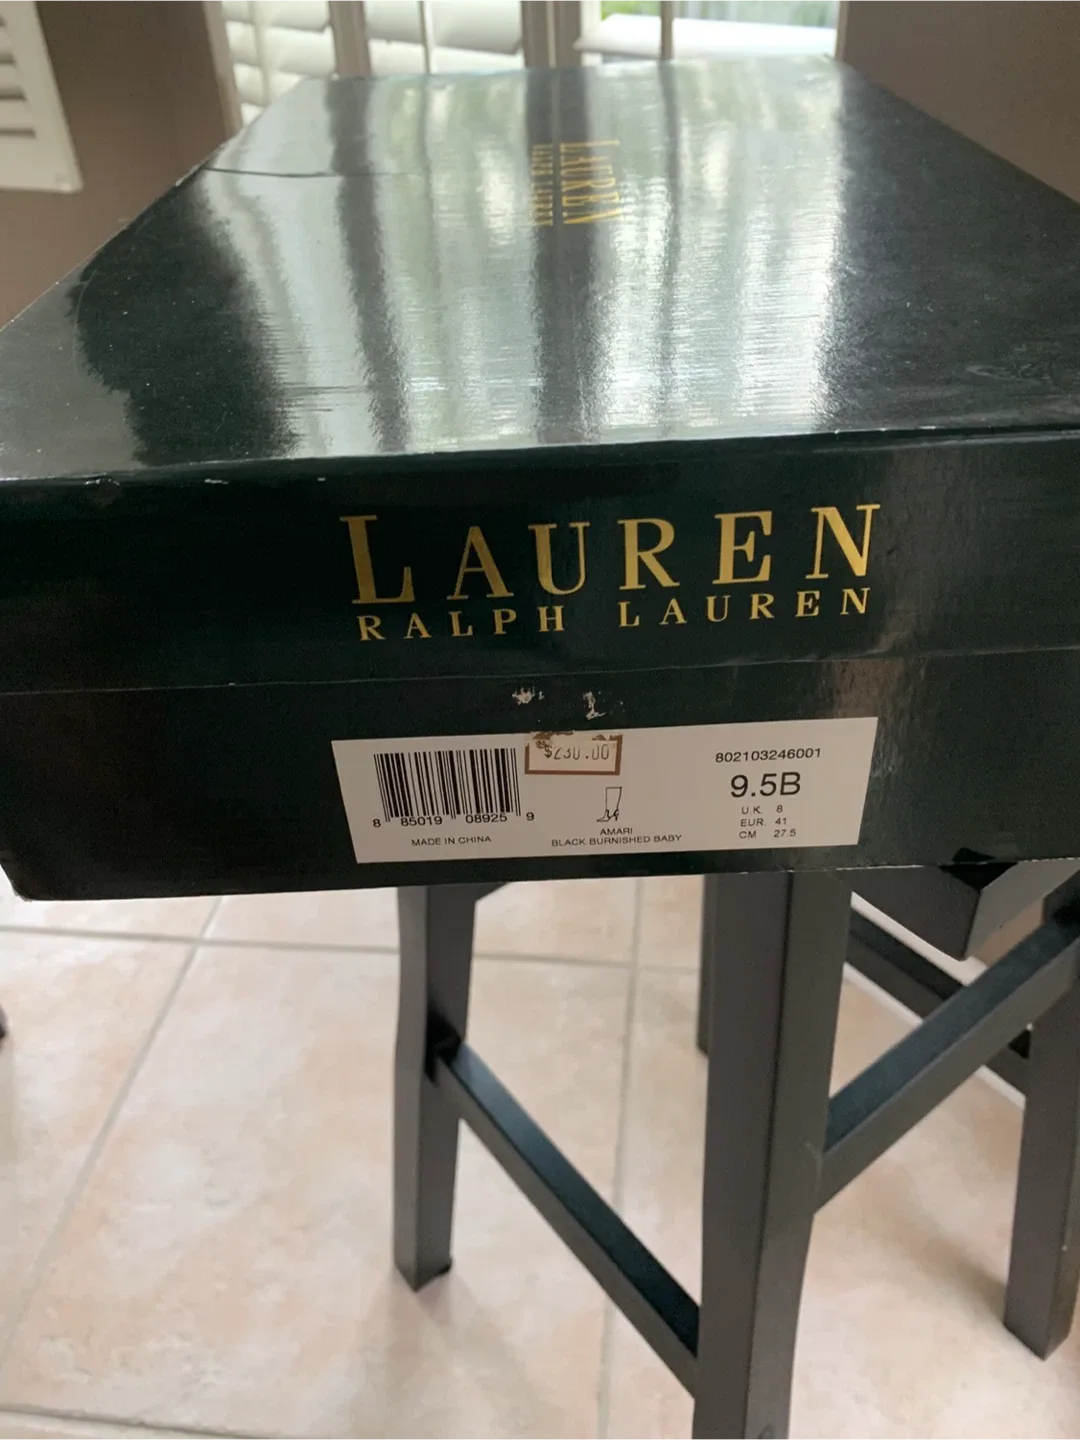 LAUREN
RALPH LAUREN
LAUREN
RALPH LAUREN
$230.00
802103246001
9.5B
U.K. 8
EUR. 41
CM 27.5
8 85019 08925 9
MADE IN CHINA
AMARI
BLACK BURNISHED BABY